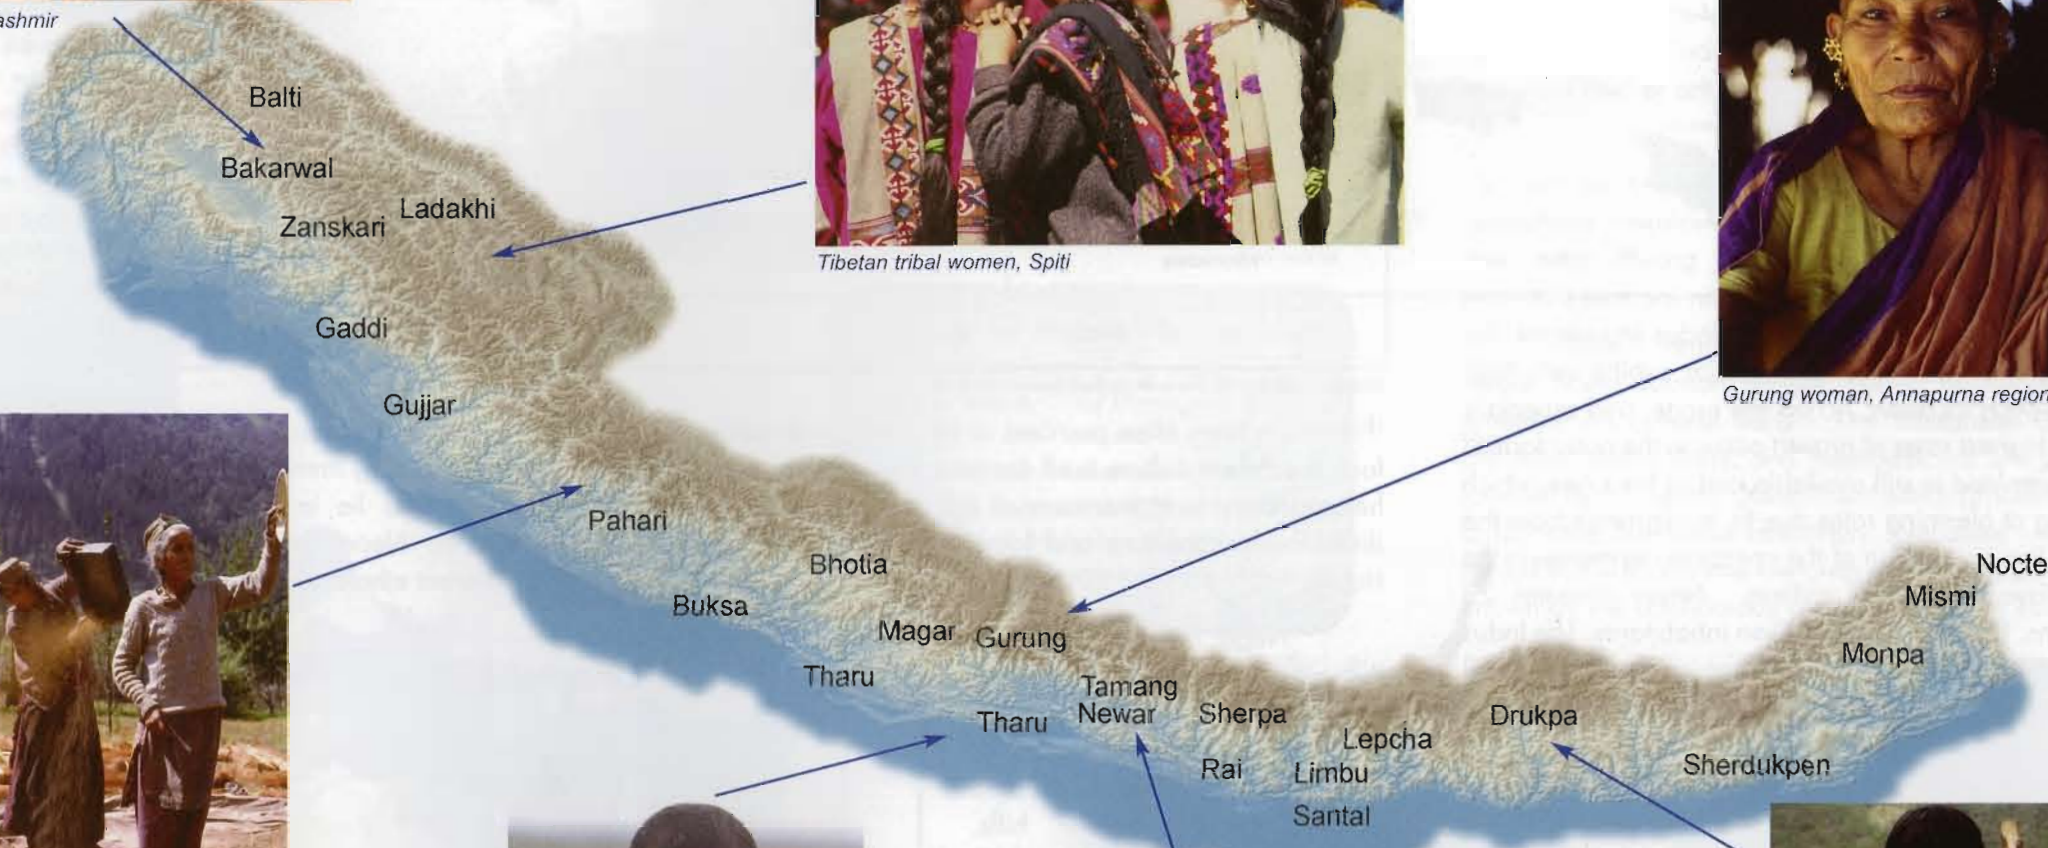 ashmir
Balti
Bakarwal
Ladakhi
Zanskari
Tibetan tribal women, Spiti
Gaddi
Gurung woman, Annapurna region
Gujjar
Pahari
Bhotia
Nocte
Mismi
Buksa
Magar
Gurung
Monpa
Tharu
Tamang
Tharu
Newar
Sherpa
Drukpa
Lepcha
Rai
Limbu
Sherdukpen
Santal